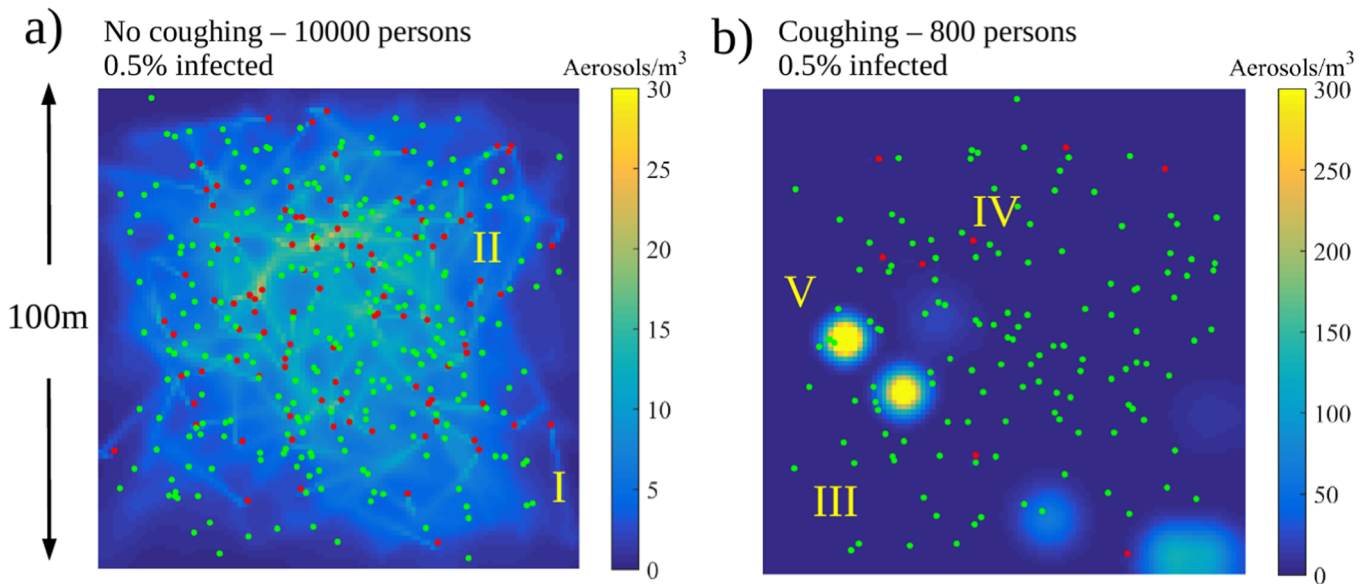 a)
No coughing – 10000 persons
0.5% infected
Aerosols/m³
30
25
20
15
10
5
0
100m
II
I
b)
Coughing – 800 persons
0.5% infected
Aerosols/m³
300
250
200
150
100
50
0
IV
V
III